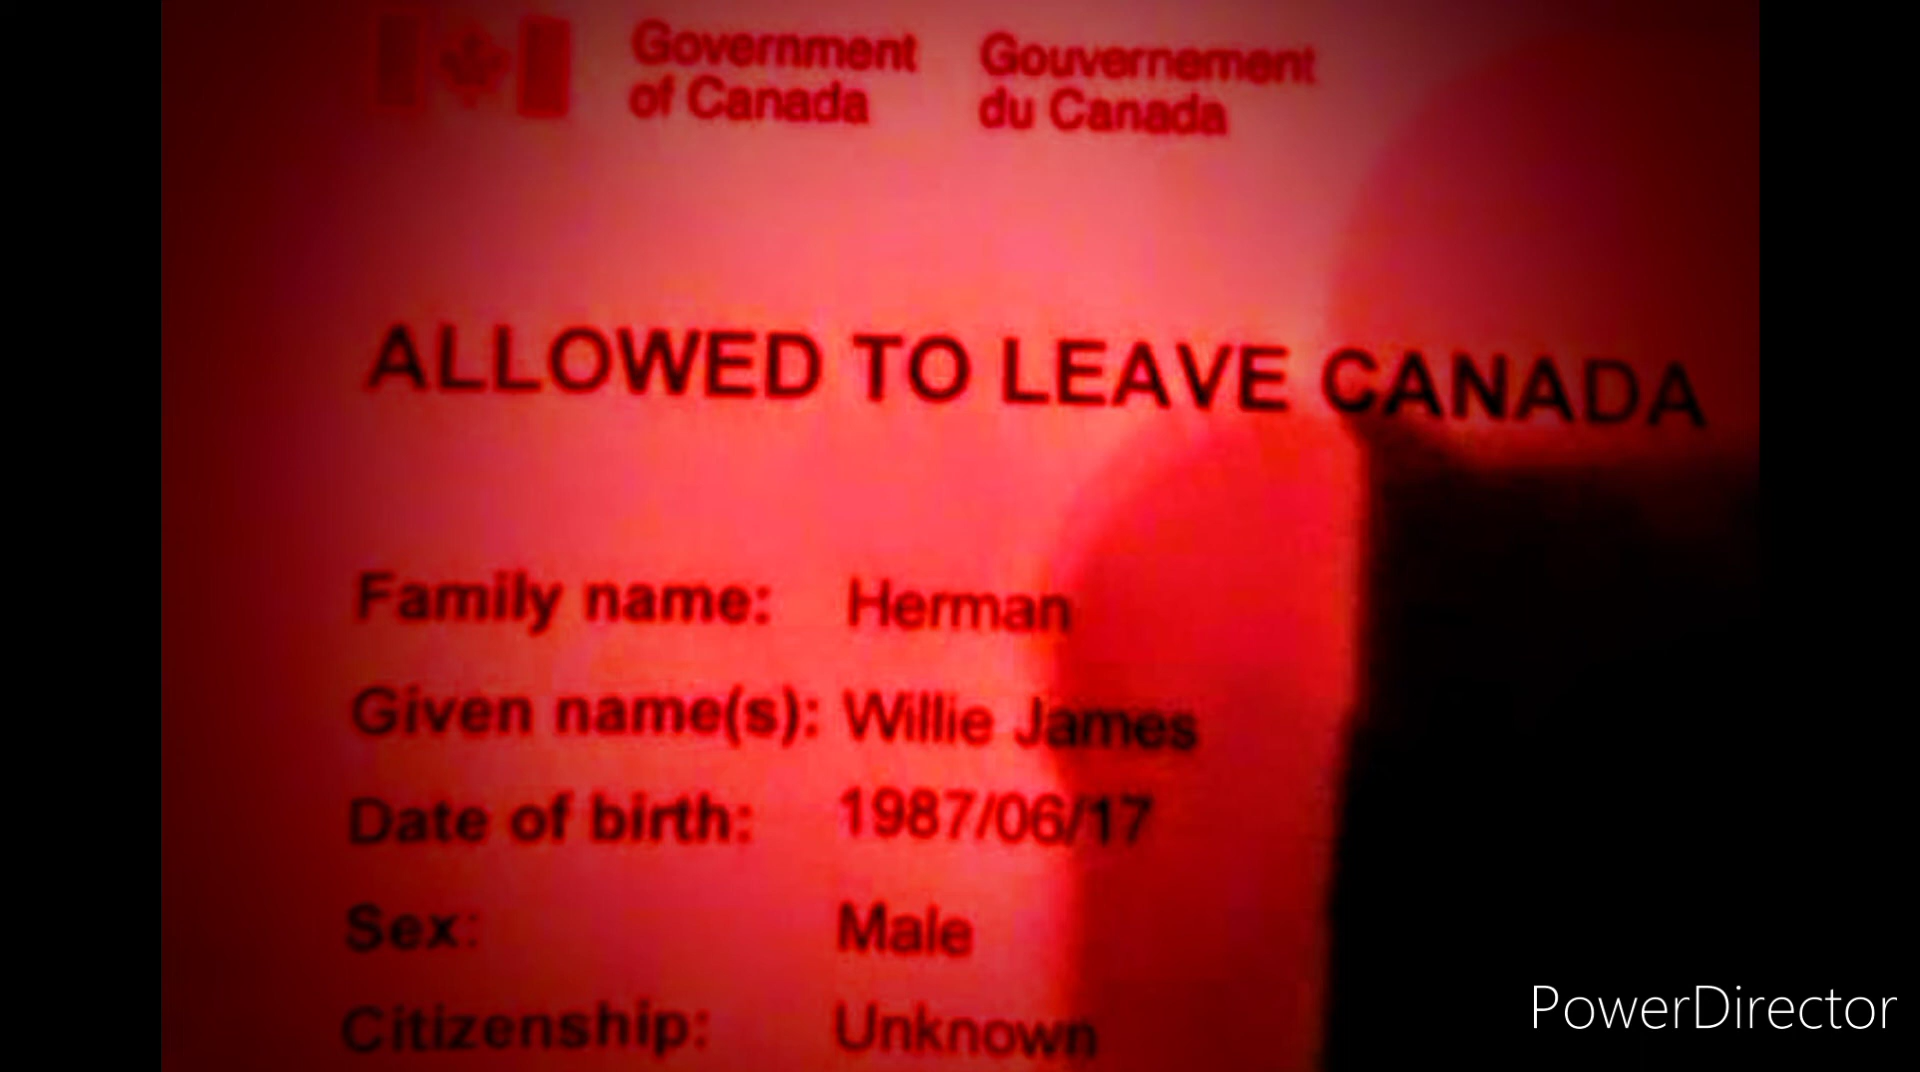 Government Gouvernement
of Canada du Canada
ALLOWED TO LEAVE CANADA
Family name: Herman
Given name(s): Willie James
Date of birth: 1987/06/17
Sex: Male
Citizenship: Unknown
PowerDirector